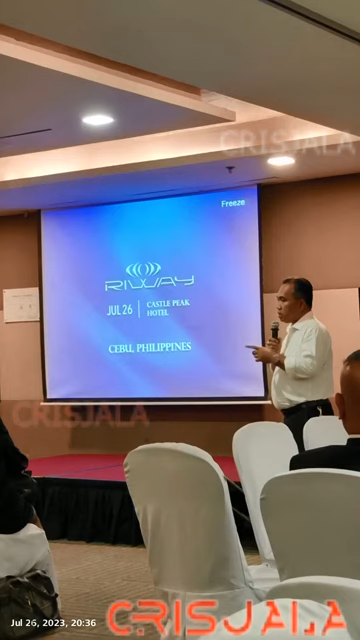 CRISJALA
Freeze
RIWAY
JUL 26
CASTLE PEAK
HOTEL
CEBU, PHILIPPINES
CRISJALA
Jul 26, 2023, 20:36
CRISJALA